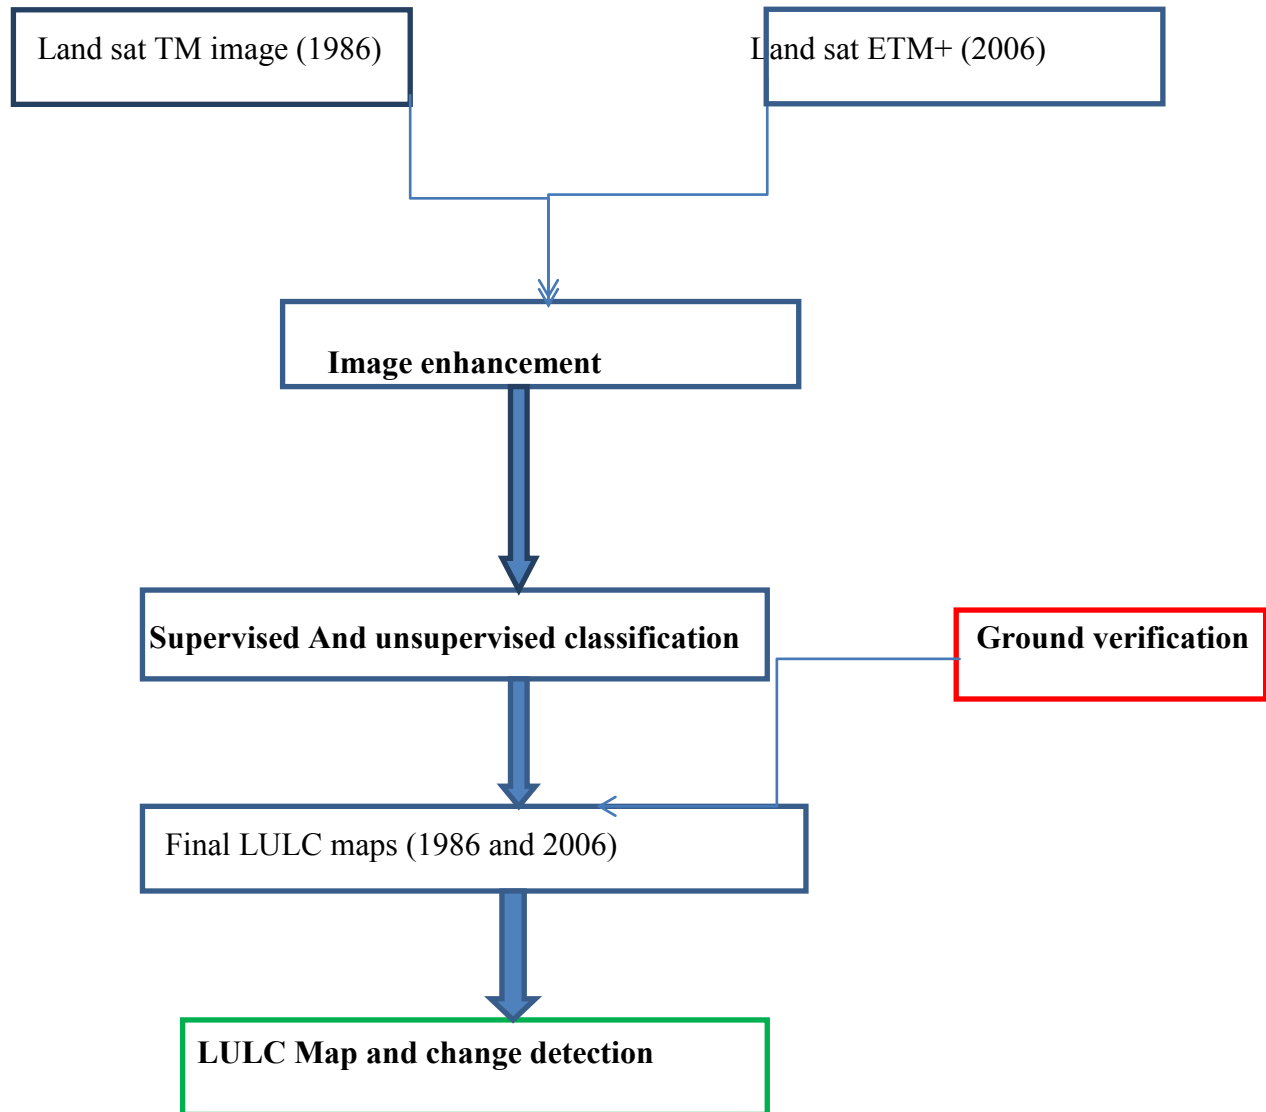 Land sat TM image (1986)
Land sat ETM+ (2006)
Image enhancement
Supervised And unsupervised classification
Ground verification
Final LULC maps (1986 and 2006)
LULC Map and change detection